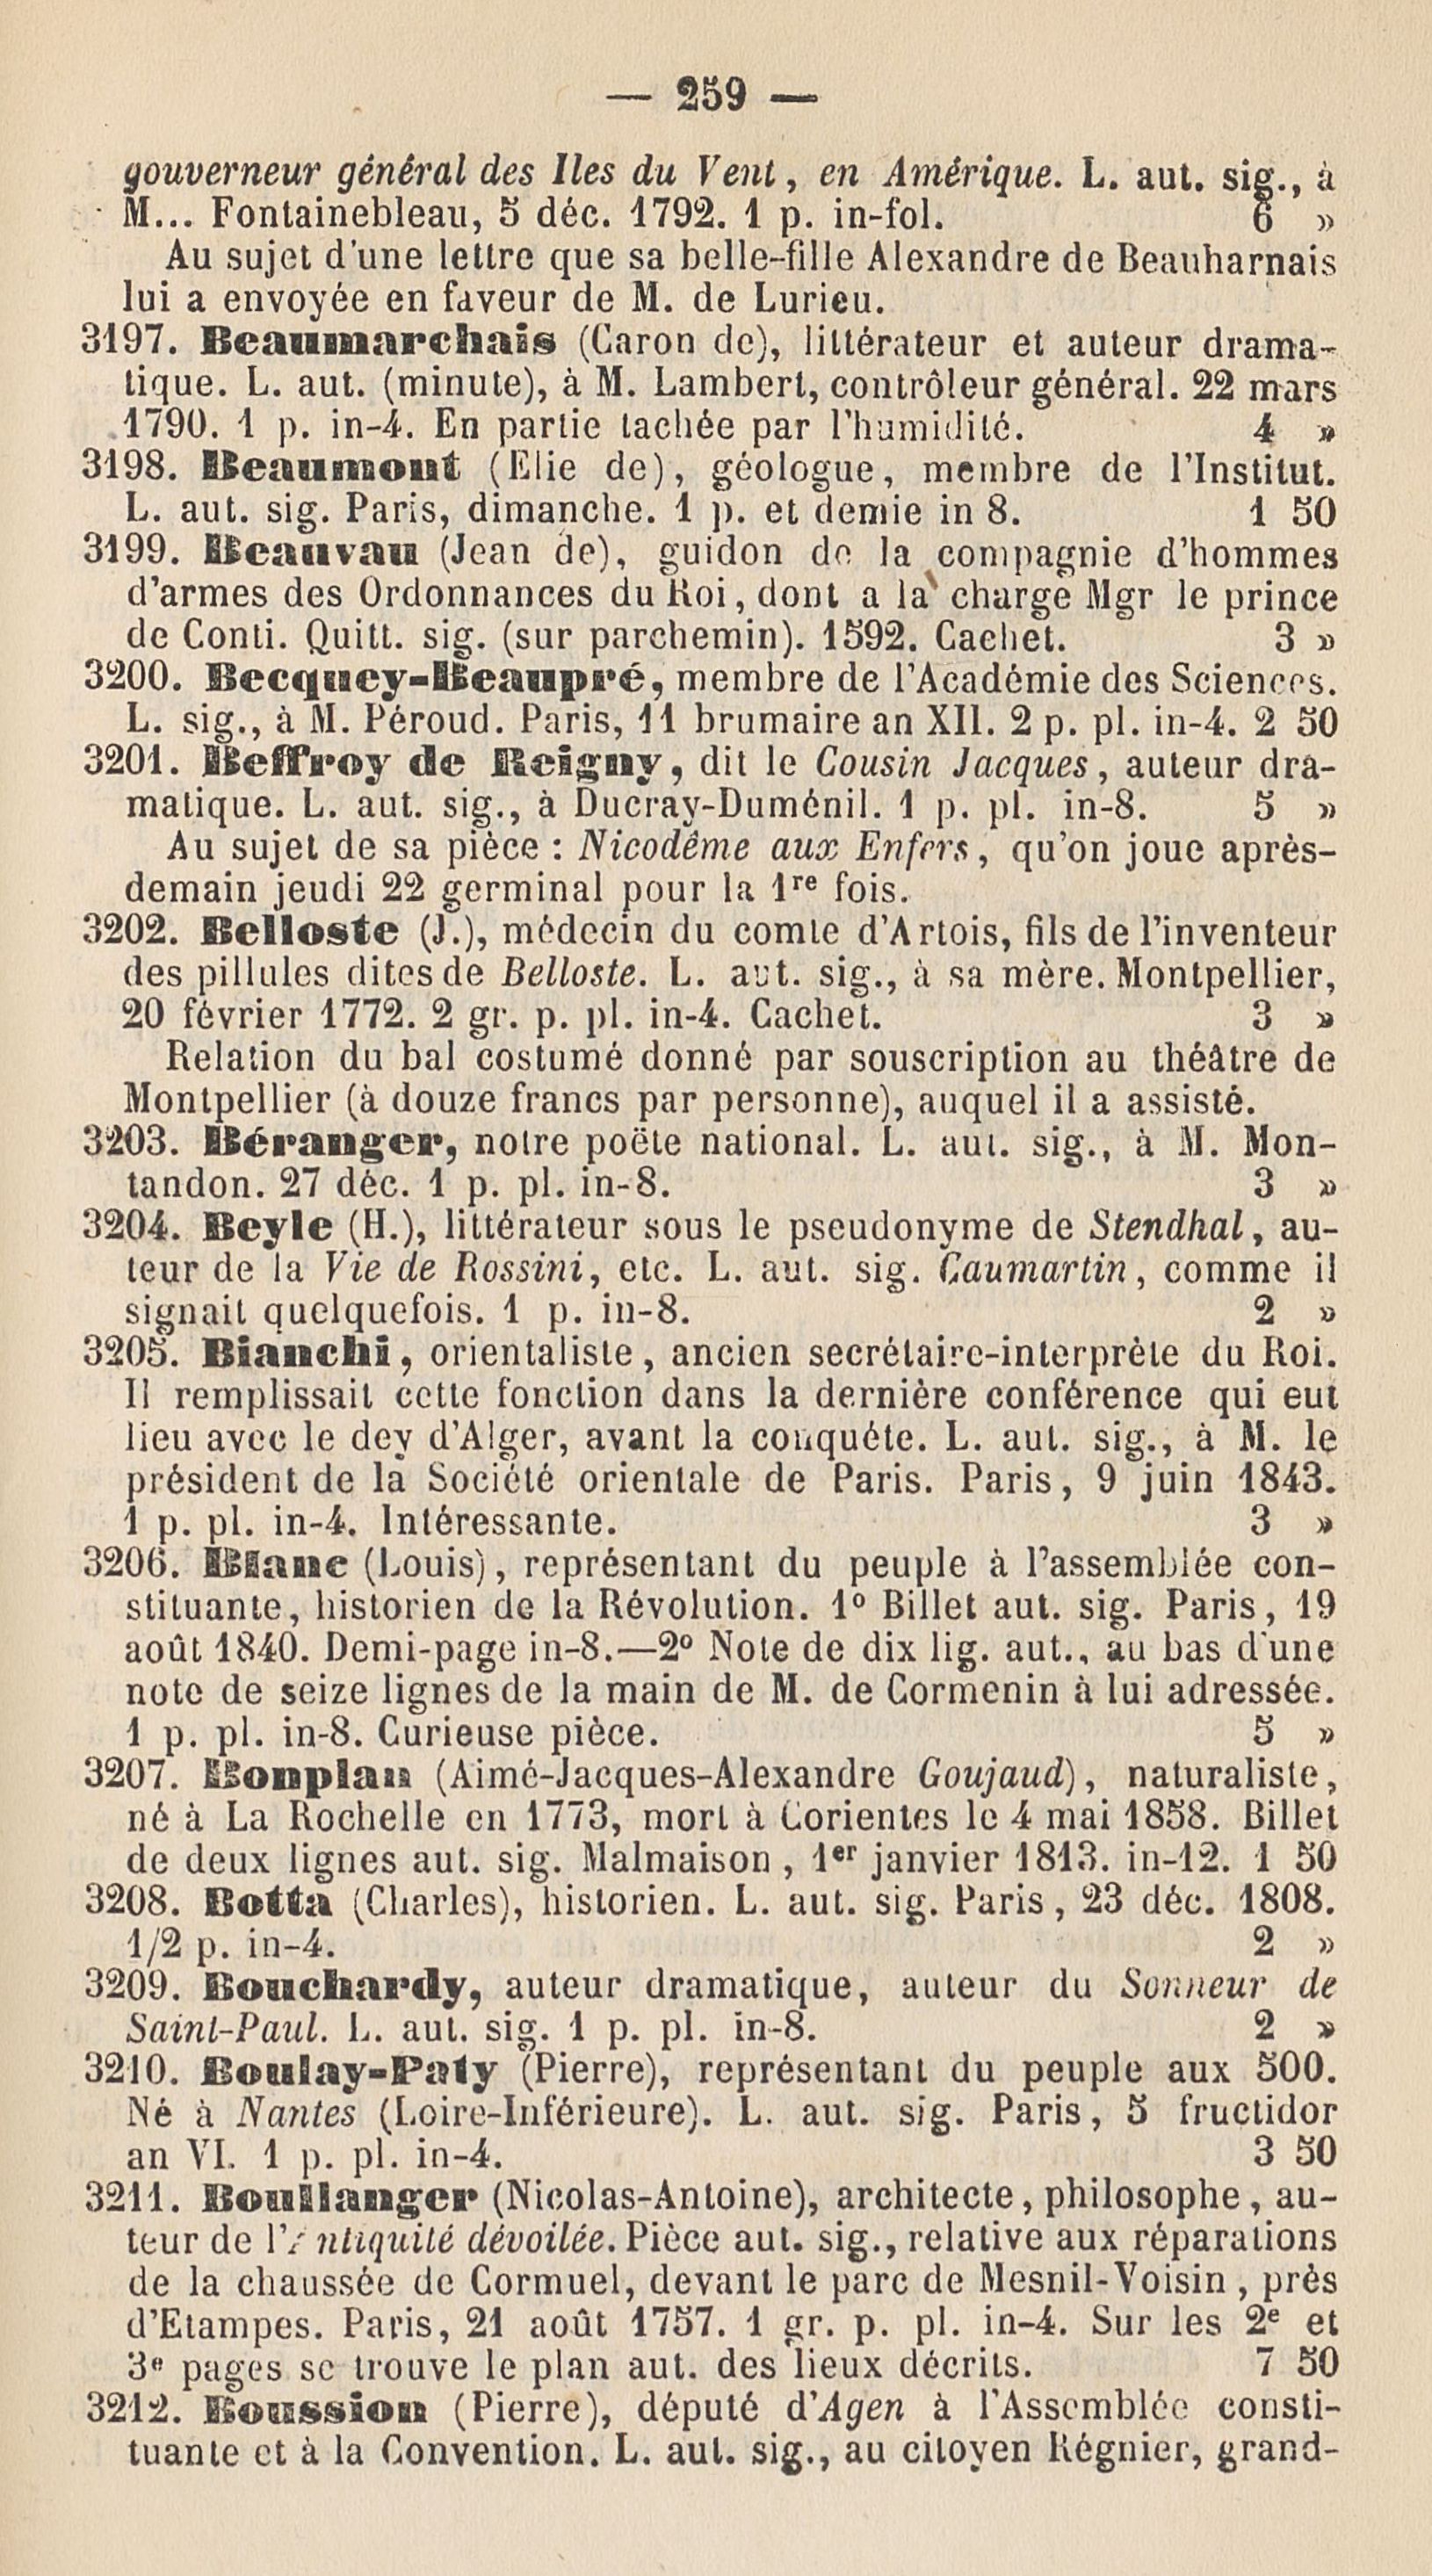 — 259 —
gouverneur général des Iles du Vent, en Amérique. L. aut. sig., à
M... Fontainebleau, 5 déc. 1792. 1 p. in-fol. 6 »
Au sujet d'une lettre que sa belle-fille Alexandre de Beauharnais
lui a envoyée en faveur de M. de Lurieu.
3197. Beaumarchais (Caron de), littérateur et auteur drama-
tique. L. aut. (minute), à M. Lambert, contrôleur général. 22 mars
1790. 1 p. in-4. En partie tachée par l'humidité. 4 »
3198. Beaumont (Elie de), géologue, membre de l'Institut.
L. aut. sig. Paris, dimanche. 1 p. et demie in 8. 1 50
3199. Beauvau (Jean de), guidon de la compagnie d'hommes
d'armes des Ordonnances du Roi, dont a la charge Mgr le prince
de Conti. Quitt. sig. (sur parchemin). 1592. Cachet. 3 »
3200. Becquey-Beaupré, membre de l'Académie des Sciences.
L. sig., à M. Péroud. Paris, 11 brumaire an XII. 2 p. pl. in-4. 2 50
3201. Beffroy de Reigny, dit le Cousin Jacques, auteur dra-
matique. L. aut. sig., à Ducray-Duménil. 1 p. pl. in-8. 5 »
Au sujet de sa pièce : Nicodême aux Enfers, qu'on joue après-
demain jeudi 22 germinal pour la 1re fois.
3202. Belloste (J.), médecin du comte d'Artois, fils de l'inventeur
des pillules dites de Belloste. L. aut. sig., à sa mère. Montpellier,
20 février 1772. 2 gr. p. pl. in-4. Cachet. 3 »
Relation du bal costumé donné par souscription au théâtre de
Montpellier (à douze francs par personne), auquel il a assisté.
3203. Béranger, notre poëte national. L. aut. sig., à M. Mon-
tandon. 27 déc. 1 p. pl. in-8. 3 »
3204. Beyle (H.), littérateur sous le pseudonyme de Stendhal, au-
teur de la Vie de Rossini, etc. L. aut. sig. Caumartin, comme il
signait quelquefois. 1 p. in-8. 2 »
3205. Bianchi, orientaliste, ancien secrétaire-interprète du Roi.
Il remplissait cette fonction dans la dernière conférence qui eut
lieu avec le dey d'Alger, avant la conquête. L. aut. sig., à M. le
président de la Société orientale de Paris. Paris, 9 juin 1843.
1 p. pl. in-4. Intéressante. 3 »
3206. Blanc (Louis), représentant du peuple à l'assemblée con-
stituante, historien de la Révolution. 1º Billet aut. sig. Paris, 19
août 1840. Demi-page in-8.—2º Note de dix lig. aut., au bas d'une
note de seize lignes de la main de M. de Cormenin à lui adressée.
1 p. pl. in-8. Curieuse pièce. 5 »
3207. Bonplan (Aimé-Jacques-Alexandre Goujaud), naturaliste,
né à La Rochelle en 1773, mort à Corientes le 4 mai 1858. Billet
de deux lignes aut. sig. Malmaison, 1er janvier 1813. in-12. 1 50
3208. Botta (Charles), historien. L. aut. sig. Paris, 23 déc. 1808.
1/2 p. in-4. 2 »
3209. Bouchardy, auteur dramatique, auteur du Sonneur de
Saint-Paul. L. aut. sig. 1 p. pl. in-8. 2 »
3210. Boulay-Paty (Pierre), représentant du peuple aux 500.
Né à Nantes (Loire-Inférieure). L. aut. sig. Paris, 5 fructidor
an VI. 1 p. pl. in-4. 3 50
3211. Boullanger (Nicolas-Antoine), architecte, philosophe, au-
teur de l'Antiquité dévoilée. Pièce aut. sig., relative aux réparations
de la chaussée de Cormuel, devant le parc de Mesnil-Voisin, près
d'Etampes. Paris, 21 août 1757. 1 gr. p. pl. in-4. Sur les 2e et
3e pages se trouve le plan aut. des lieux décrits. 7 50
3212. Boussion (Pierre), député d'Agen à l'Assemblée consti-
tuante et à la Convention. L. aut. sig., au citoyen Régnier, grand-